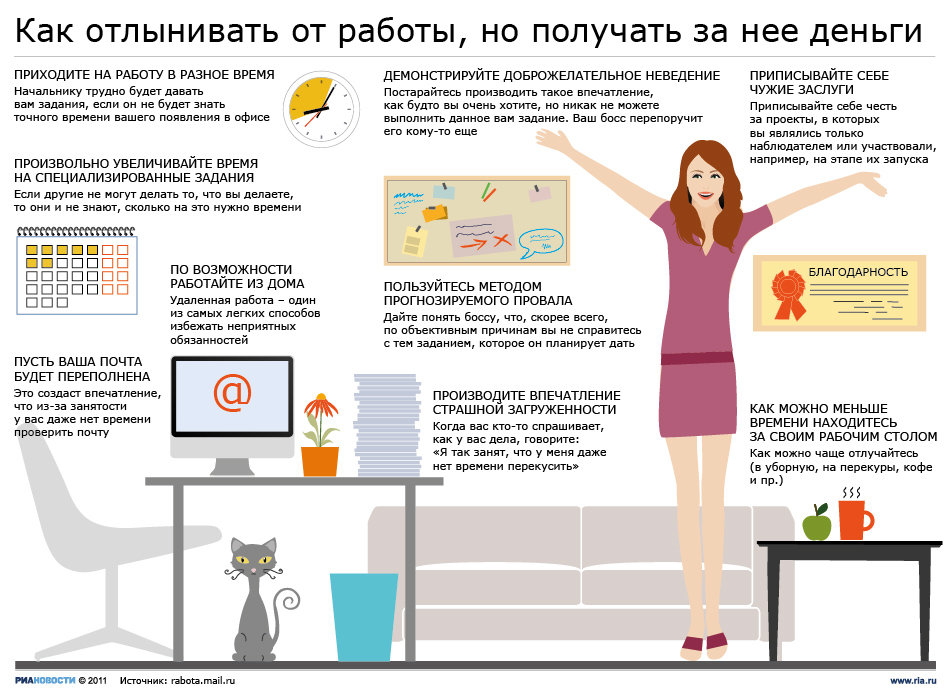 Как отлынивать от работы, но получать за нее деньги
ПРИХОДИТЕ НА РАБОТУ В РАЗНОЕ ВРЕМЯ
Начальнику трудно будет давать
вам задания, если он не будет знать
точного времени вашего появления в офисе
ПРОИЗВОЛЬНО УВЕЛИЧИВАЙТЕ ВРЕМЯ
НА СПЕЦИАЛИЗИРОВАННЫЕ ЗАДАНИЯ
Если другие не могут делать то, что вы делаете,
то они и не знают, сколько на это нужно времени
ПО ВОЗМОЖНОСТИ
РАБОТАЙТЕ ИЗ ДОМА
Удаленная работа – один
из самых легких способов
избежать неприятных
обязанностей
ПУСТЬ ВАША ПОЧТА
БУДЕТ ПЕРЕПОЛНЕНА
Это создаст впечатление,
что из-за занятости
у вас даже нет времени
проверить почту
@
ДЕМОНСТРИРУЙТЕ ДОБРОЖЕЛАТЕЛЬНОЕ НЕВЕДЕНИЕ
Постарайтесь производить такое впечатление,
как будто вы очень хотите, но никак не можете
выполнить данное вам задание. Ваш босс перепоручит
его кому-то еще
ПОЛЬЗУЙТЕСЬ МЕТОДОМ
ПРОГНОЗИРУЕМОГО ПРОВАЛА
Дайте понять боссу, что, скорее всего,
по объективным причинам вы не справитесь
с тем заданием, которое он планирует дать
ПРОИЗВОДИТЕ ВПЕЧАТЛЕНИЕ
СТРАШНОЙ ЗАГРУЖЕННОСТИ
Когда вас кто-то спрашивает,
как у вас дела, говорите:
«Я так занят, что у меня даже
нет времени перекусить»
ПРИПИСЫВАЙТЕ СЕБЕ
ЧУЖИЕ ЗАСЛУГИ
Приписывайте себе честь
за проекты, в которых
вы являлись только
наблюдателем или участвовали,
например, на этапе их запуска
БЛАГОДАРНОСТЬ
КАК МОЖНО МЕНЬШЕ
ВРЕМЕНИ НАХОДИТЕСЬ
ЗА СВОИМ РАБОЧИМ СТОЛОМ
Как можно чаще отлучайтесь
(в уборную, на перекуры, кофе
и пр.)
РИАНОВОСТИ © 2011 Источник: rabota.mail.ru
www.ria.ru